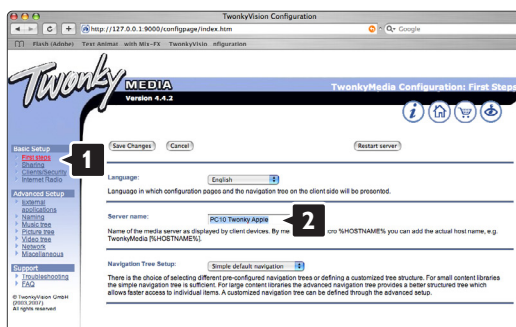 TwonkyVision Configuration
http://127.0.0.1:9000/configpage/index.htm
Google
Flash (Adobe) Text Animat with Mix-FX TwonkyVisio nfiguration
Twonky MEDIA
Version 4.4.2
TwonkyMedia Configuration: First Steps
Save Changes Cancel Restart server
Basic Setup
First steps
Sharing
Clients/Security
Internet Radio
1
Advanced Setup
External
applications
Naming
Music tree
Picture tree
Video tree
Network
Miscellaneous
Support
Troubleshooting
FAQ
© TwonkyVision GmbH
(2003,2007)
All rights reserved
Language: English
Language in which configuration pages and the navigation tree on the client side will be presented.
Server name: PC10 Twonky Apple
2
Name of the media server as displayed by client devices. By me cro %HOSTNAME% you can add the actual host name, e.g.
TwonkyMedia [%HOSTNAME%].
Navigation Tree Setup: Simple default navigation
There is the choice of selecting different pre-configured navigation trees or defining a customized tree structure. For small content libraries
the simple navigation tree is sufficient. For large content libraries the advanced navigation tree provides a better structured tree which
allows faster access to individual items. A customized navigation tree can be defined through the advanced setup.